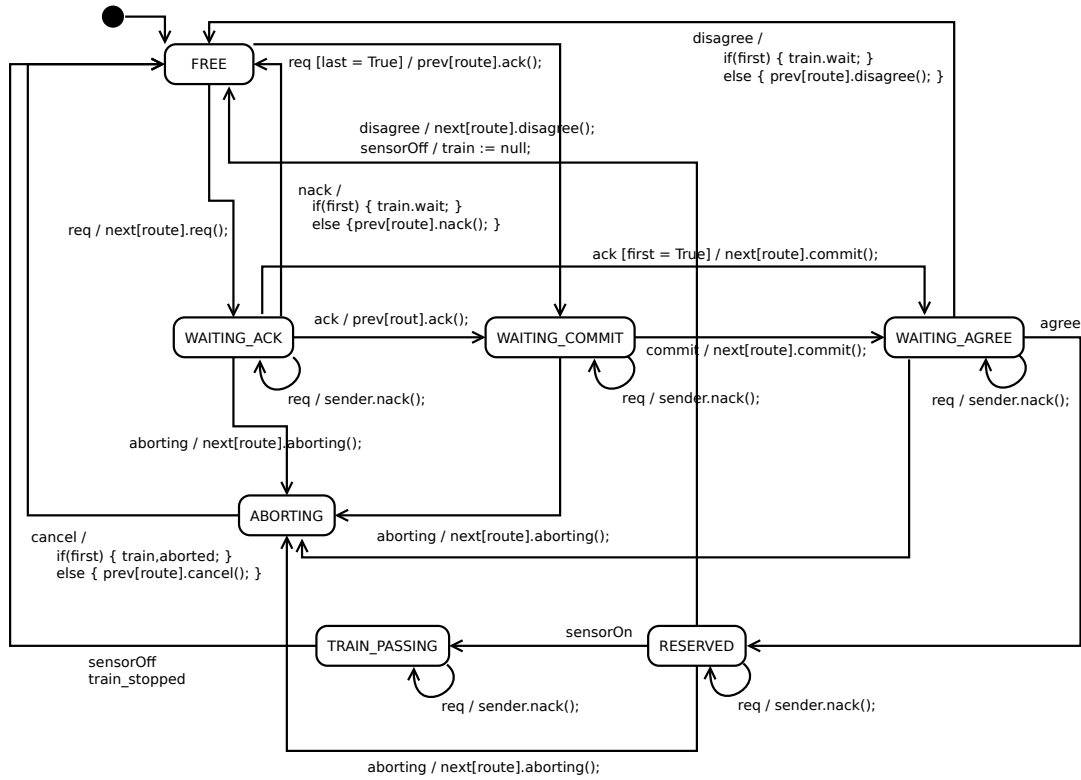 disagree /
if(first) { train.wait; }
else { prev[route].disagree(); }
FREE
req [last = True] / prev[route].ack();
disagree / next[route].disagree();
sensorOff / train := null;
nack /
if(first) { train.wait; }
else {prev[route].nack(); }
req / next[route].req();
ack [first = True] / next[route].commit();
WAITING_ACK
ack / prev[rout].ack();
WAITING_COMMIT
commit / next[route].commit();
WAITING_AGREE
agree
req / sender.nack();
req / sender.nack();
req / sender.nack();
aborting / next[route].aborting();
ABORTING
cancel /
if(first) { train,aborted; }
else { prev[route].cancel(); }
aborting / next[route].aborting();
TRAIN_PASSING
sensorOn
RESERVED
sensorOff
train_stopped
req / sender.nack();
req / sender.nack();
aborting / next[route].aborting();